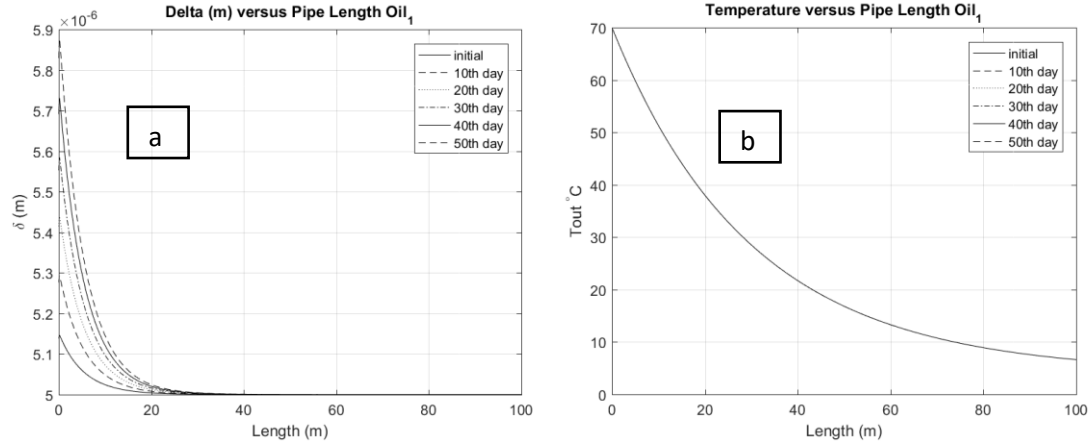 Delta (m) versus Pipe Length Oil₁
×10⁻⁶
5.9
5.8
5.7
5.6
5.5
5.4
5.3
5.2
5.1
5
δ (m)
0 20 40 60 80 100
Length (m)
initial
10th day
20th day
30th day
40th day
50th day
a
Temperature versus Pipe Length Oil₁
70
60
50
40
30
20
10
0
Tout °C
0 20 40 60 80 100
Length (m)
initial
10th day
20th day
30th day
40th day
50th day
b